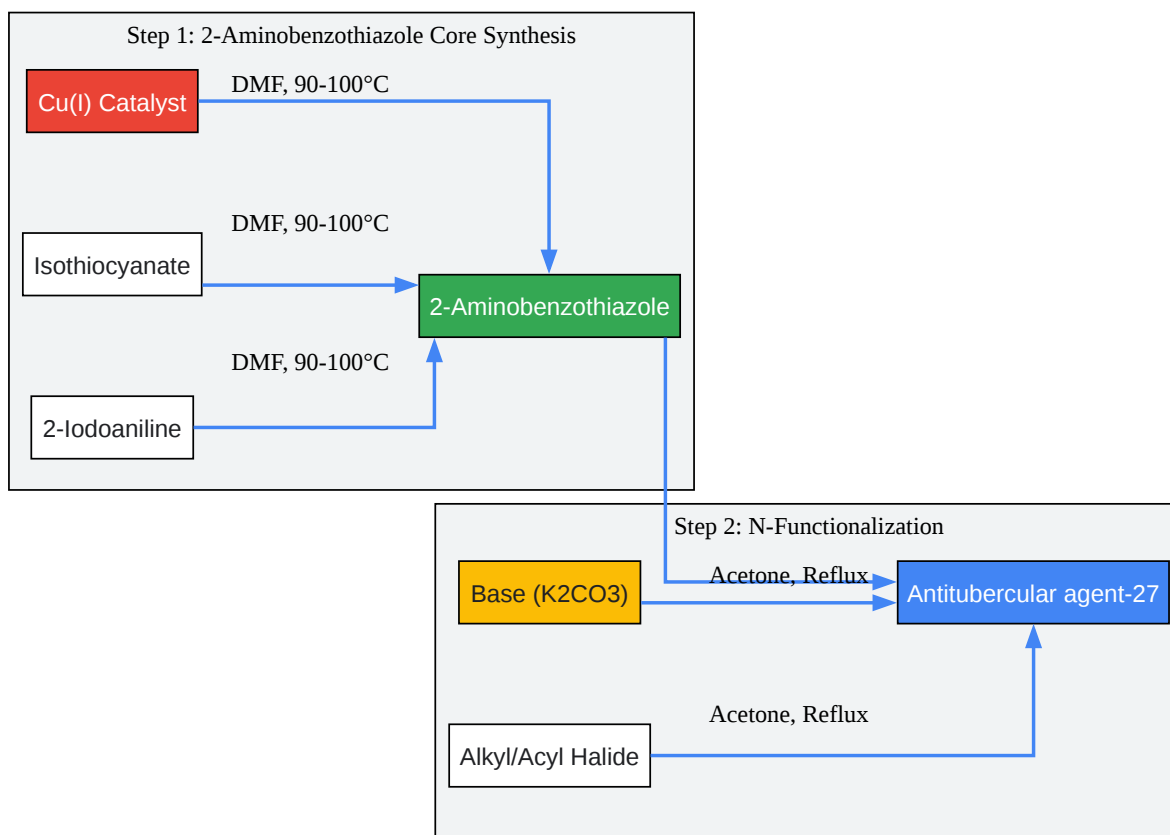 Step 1: 2-Aminobenzothiazole Core Synthesis
Cu(I) Catalyst
DMF, 90-100°C
Isothiocyanate
DMF, 90-100°C
2-Aminobenzothiazole
DMF, 90-100°C
2-Iodoaniline
Step 2: N-Functionalization
Base (K2CO3)
Acetone, Reflux
Antitubercular agent-27
Acetone, Reflux
Alkyl/Acyl Halide